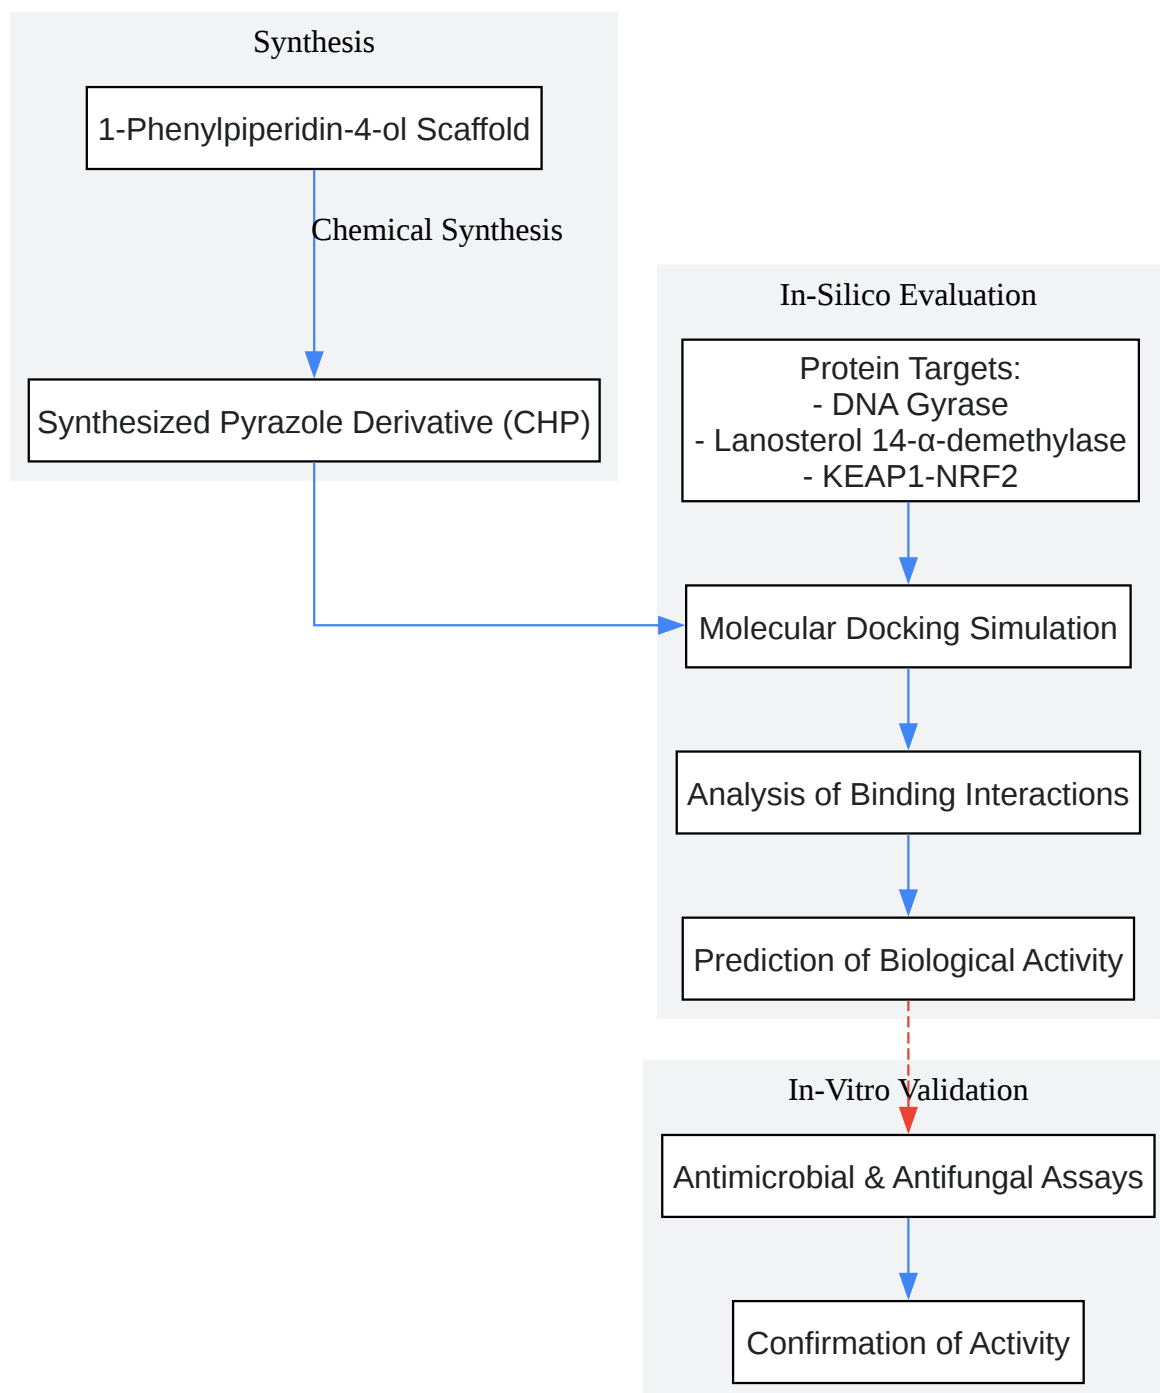 Synthesis
1-Phenylpiperidin-4-ol Scaffold
Chemical Synthesis
Synthesized Pyrazole Derivative (CHP)
In-Silico Evaluation
Protein Targets:
- DNA Gyrase
- Lanosterol 14-α-demethylase
- KEAP1-NRF2
Molecular Docking Simulation
Analysis of Binding Interactions
Prediction of Biological Activity
In-Vitro Validation
Antimicrobial & Antifungal Assays
Confirmation of Activity